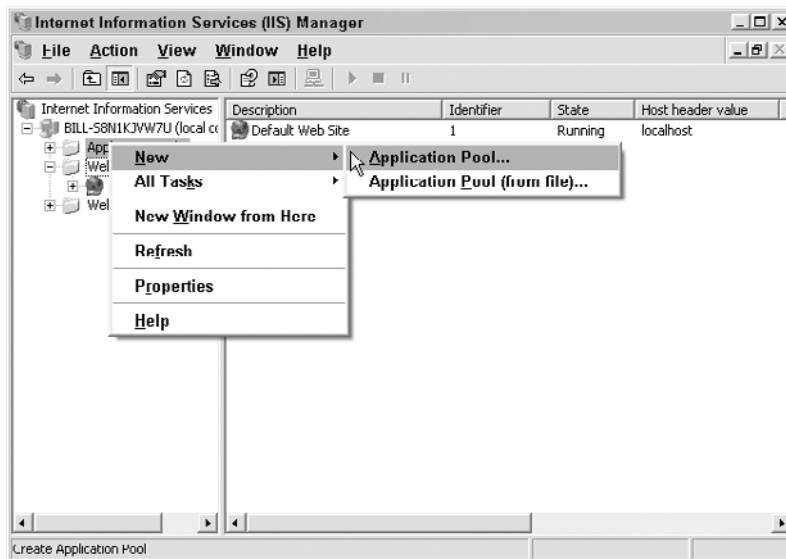 Internet Information Services (IIS) Manager
File Action View Window Help
Internet Information Services Description Identifier State Host header value
BILL-S8N1KJVW7U (local co Default Web Site 1 Running localhost
App
New Application Pool...
Web
All Tasks Application Pool (from file)...
Wel
New Window from Here
Refresh
Properties
Help
Create Application Pool